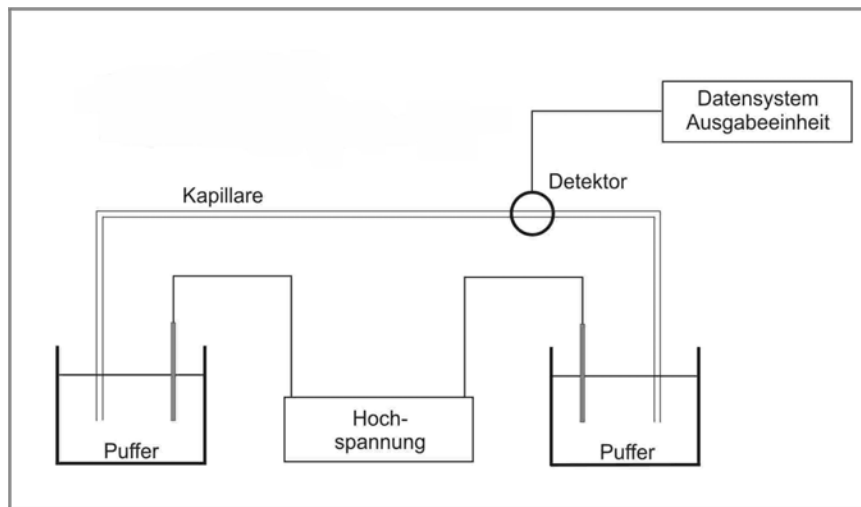 Datensystem
Ausgabeeinheit
Detektor
Kapillare
Hoch-
spannung
Puffer
Puffer